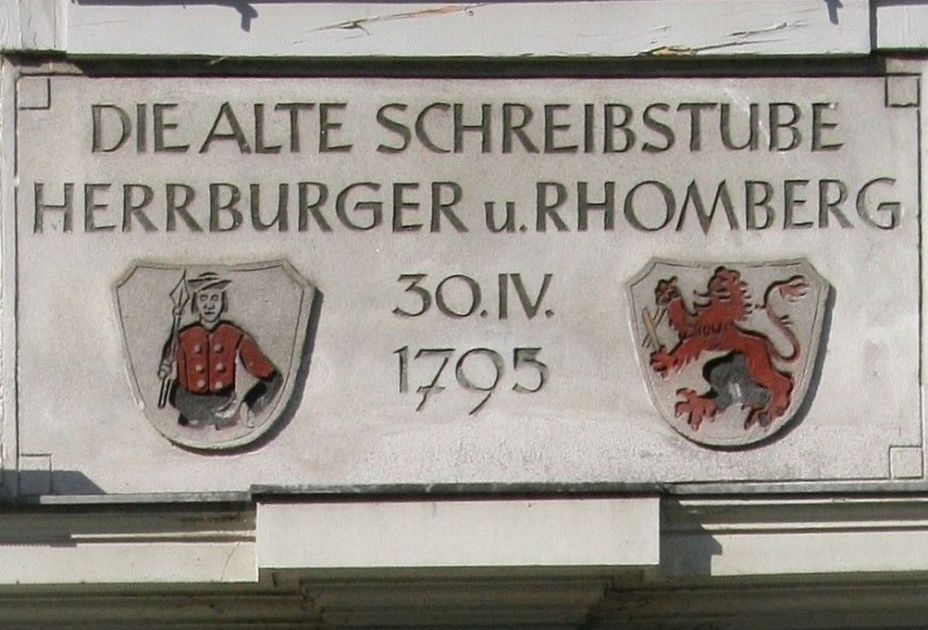 DIE ALTE SCHREIBSTUBE
HERRBURGER u. RHOMBERG
30. IV.
1795